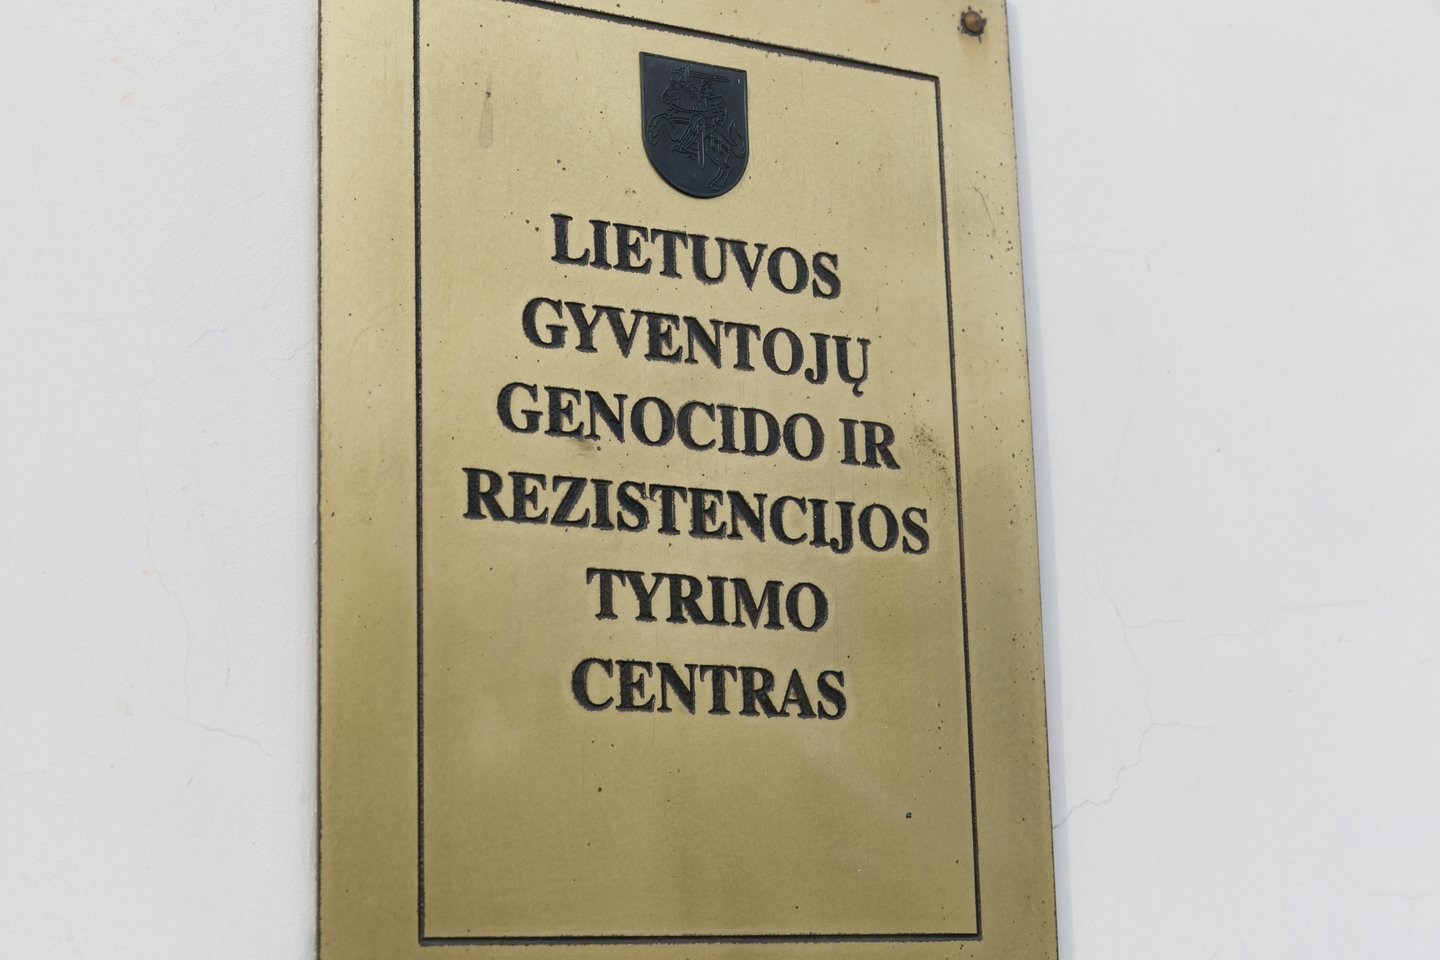 LIETUVOS
GYVENTOJŲ
GENOCIDO IR
REZISTENCIJOS
TYRIMO
CENTRAS